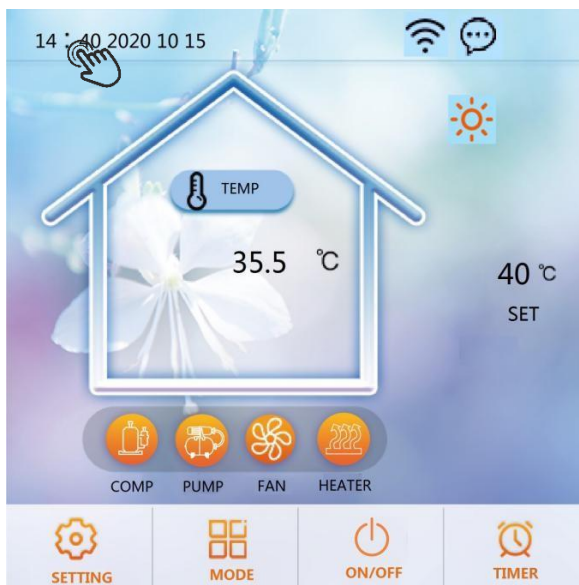 14：40 2020 10 15
TEMP
35.5 ℃
40 ℃
SET
COMP PUMP FAN HEATER
SETTING MODE ON/OFF TIMER